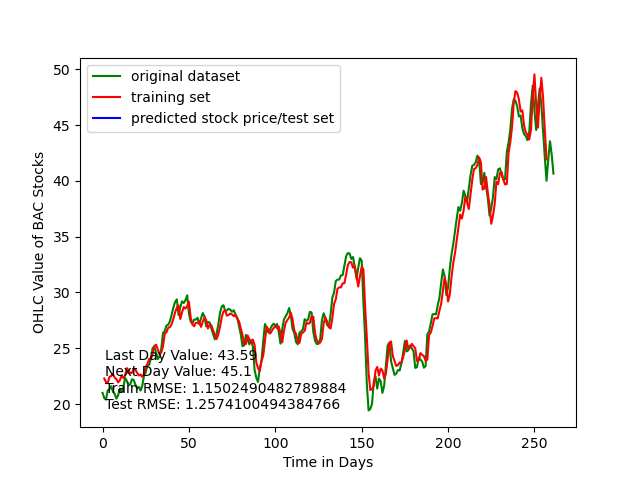 original dataset
training set
predicted stock price/test set
50
45
40
35
30
25
20
OHLC Value of BAC Stocks
Last Day Value: 43.59
Next Day Value: 45.1
Train RMSE: 1.1502490482789884
Test RMSE: 1.2574100494384766
0 50 100 150 200 250
Time in Days